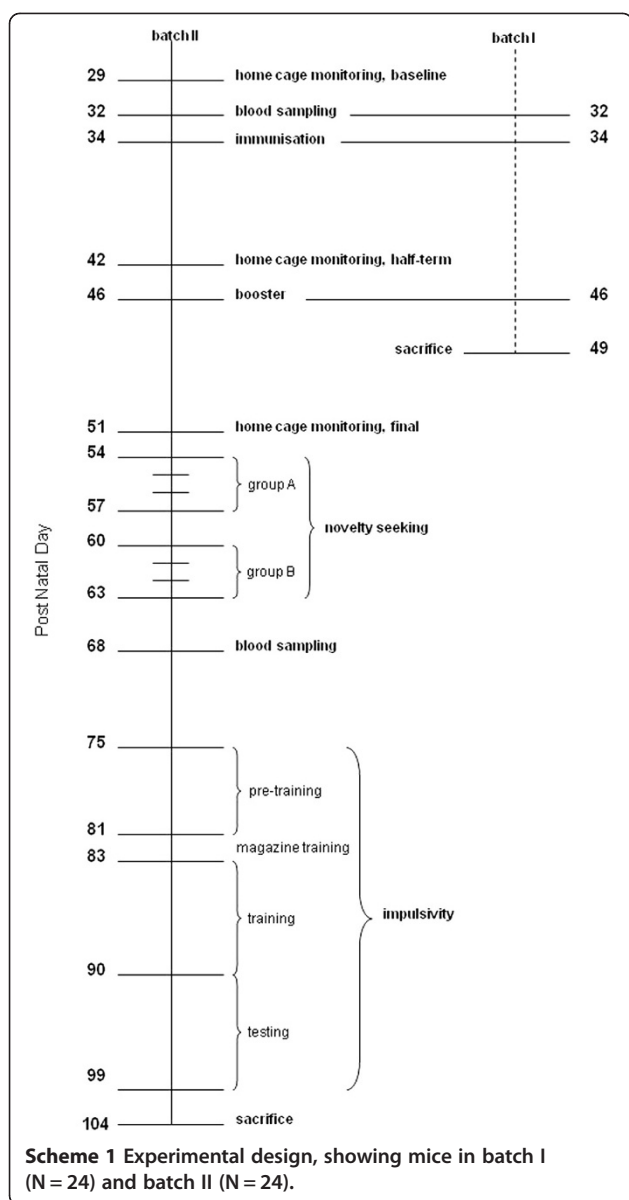 batch II batch I
29 home cage monitoring, baseline
32 blood sampling 32
34 immunisation 34
42 home cage monitoring, half-term
46 booster 46
sacrifice 49
51 home cage monitoring, final
54
group A
57
novelty seeking
60
group B
63
Post Natal Day
68 blood sampling
75
pre-training
81
magazine training
83
training
impulsivity
90
testing
99
104 sacrifice
Scheme 1 Experimental design, showing mice in batch I
(N = 24) and batch II (N = 24).